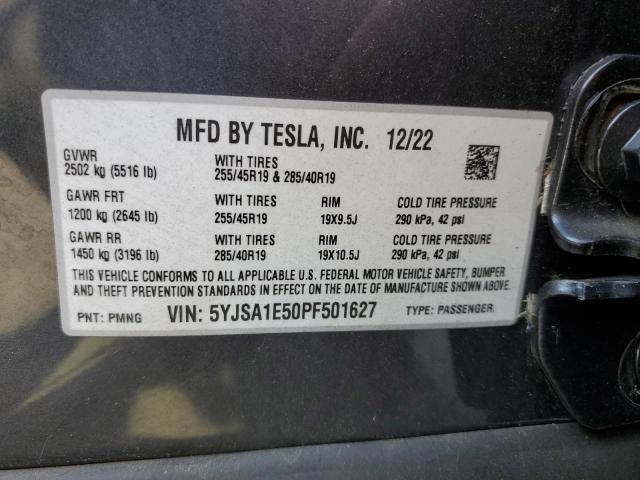 MFD BY TESLA, INC. 12/22
GVWR
2502 kg (5516 lb)
WITH TIRES
255/45R19 & 285/40R19
GAWR FRT
1200 kg (2645 lb)
WITH TIRES
255/45R19
RIM
19X9.5J
COLD TIRE PRESSURE
290 kPa, 42 psi
GAWR RR
1450 kg (3196 lb)
WITH TIRES
285/40R19
RIM
19X10.5J
COLD TIRE PRESSURE
290 kPa, 42 psi
THIS VEHICLE CONFORMS TO ALL APPLICABLE U.S. FEDERAL MOTOR VEHICLE SAFETY, BUMPER
AND THEFT PREVENTION STANDARDS IN EFFECT ON THE DATE OF MANUFACTURE SHOWN ABOVE.
PNT: PMNG VIN: 5YJSA1E50PF501627 TYPE: PASSENGER